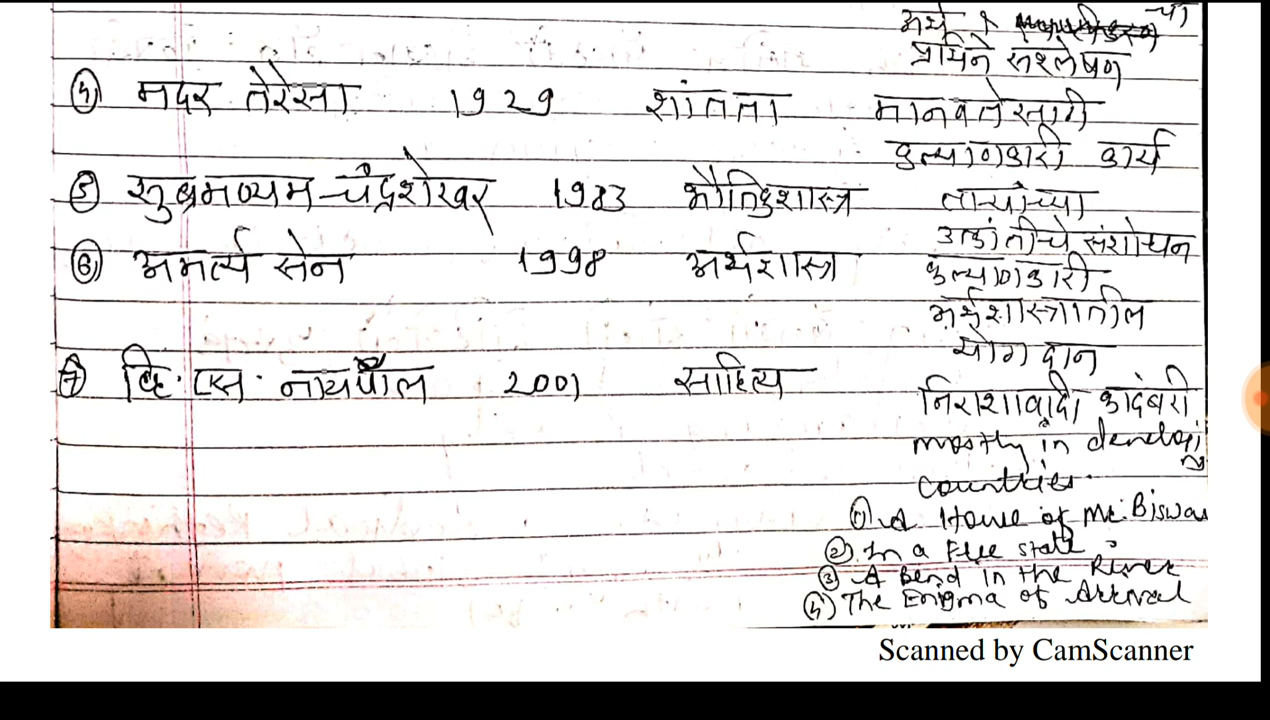 अर्थ व
प्रथिने संश्लेषण
④ मदर तेरेसा 1929 शांतता मानवतेसाठी
कल्याणकारी कार्य
⑤ सुब्रमण्यम चंद्रशेखर 1983 भौतिकशास्त्र ताऱ्यांच्या
उत्क्रांतीचे संशोधन
⑥ अमर्त्य सेन 1998 अर्थशास्त्र कल्याणकारी
अर्थशास्त्रातील
योगदान
⑦ व्हि. एस. नायपॉल 2001 साहित्य निराशावादी कादंबरी
mostly in developing
countries.
① A House of Mr. Biswas
② In a Free state
③ A Bend in the River
④ The Enigma of Arrival
Scanned by CamScanner